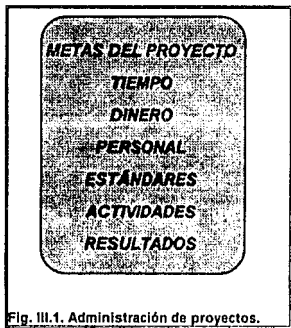 METAS DEL PROYECTO
TIEMPO
DINERO
PERSONAL
ESTÁNDARES
ACTIVIDADES
RESULTADOS
Fig. III.1. Administración de proyectos.